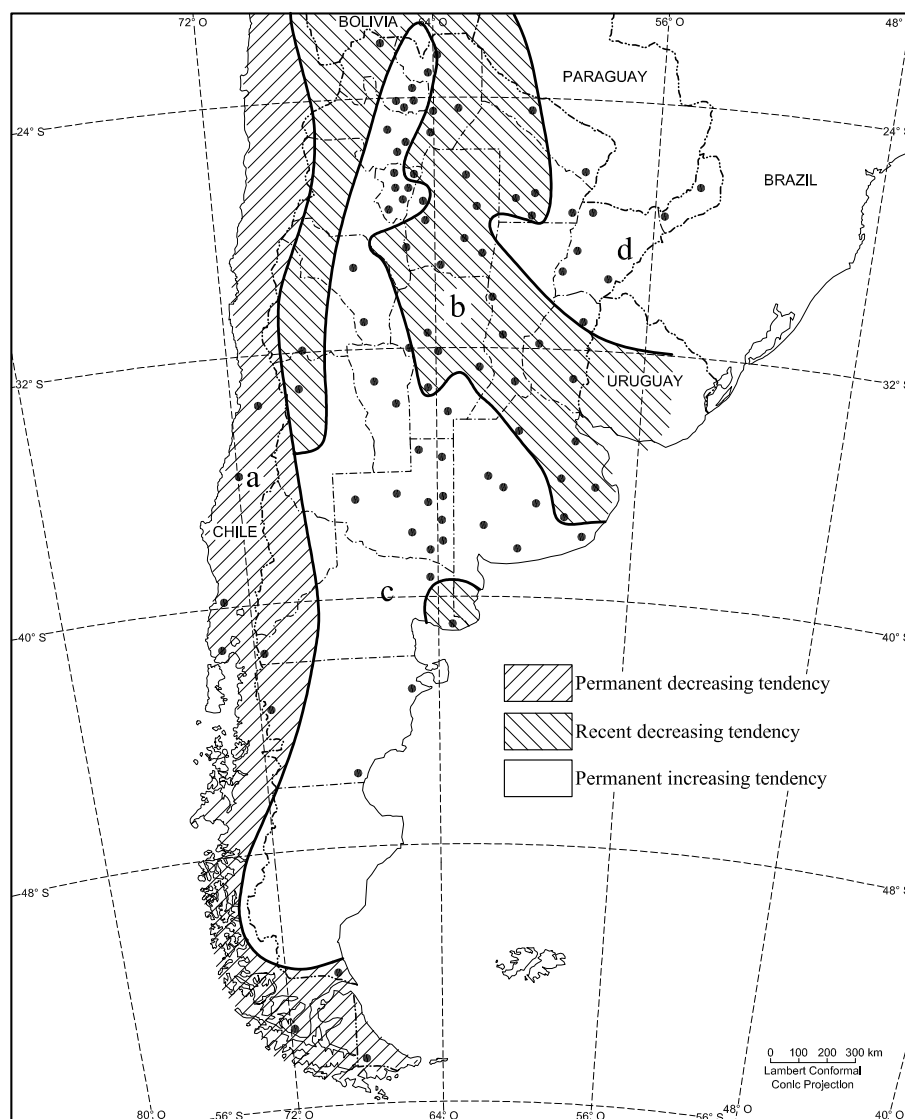 72° O
BOLIVIA
64° O
56° O
48°
PARAGUAY
24° S
24° S
BRAZIL
d
b
32° S
URUGUAY
32° S
a
CHILE
c
40° S
40° S
Permanent decreasing tendency
Recent decreasing tendency
Permanent increasing tendency
48° S
48° S
0 100 200 300 km
Lambert Conformal
Conic Projection
80° O
56° S
72° O
64° O
56° O
48° O
40°